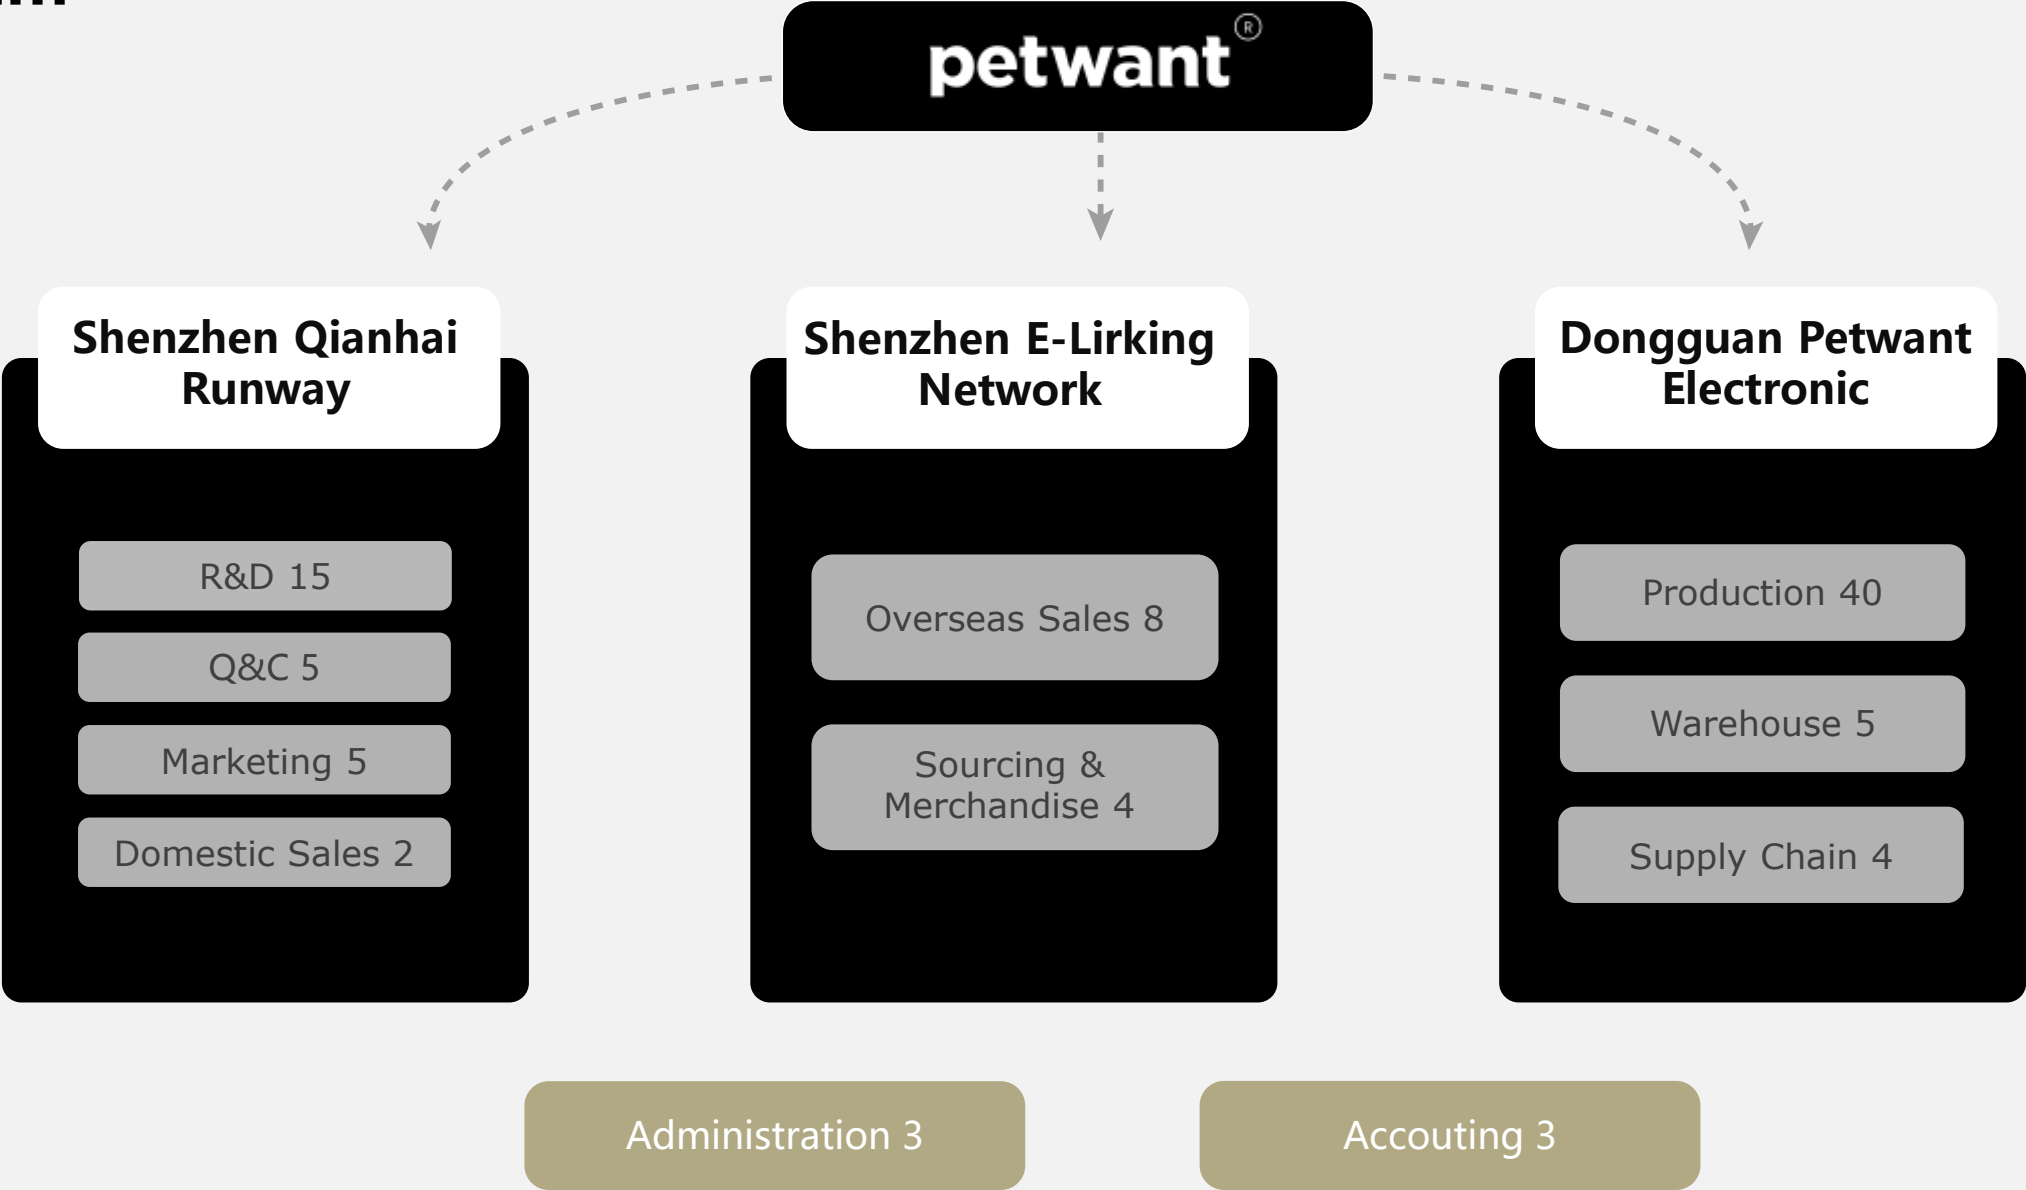 petwant®
Shenzhen Qianhai
Runway
R&D 15
Q&C 5
Marketing 5
Domestic Sales 2
Shenzhen E-Lirking
Network
Overseas Sales 8
Sourcing &
Merchandise 4
Dongguan Petwant
Electronic
Production 40
Warehouse 5
Supply Chain 4
Administration 3
Accouting 3